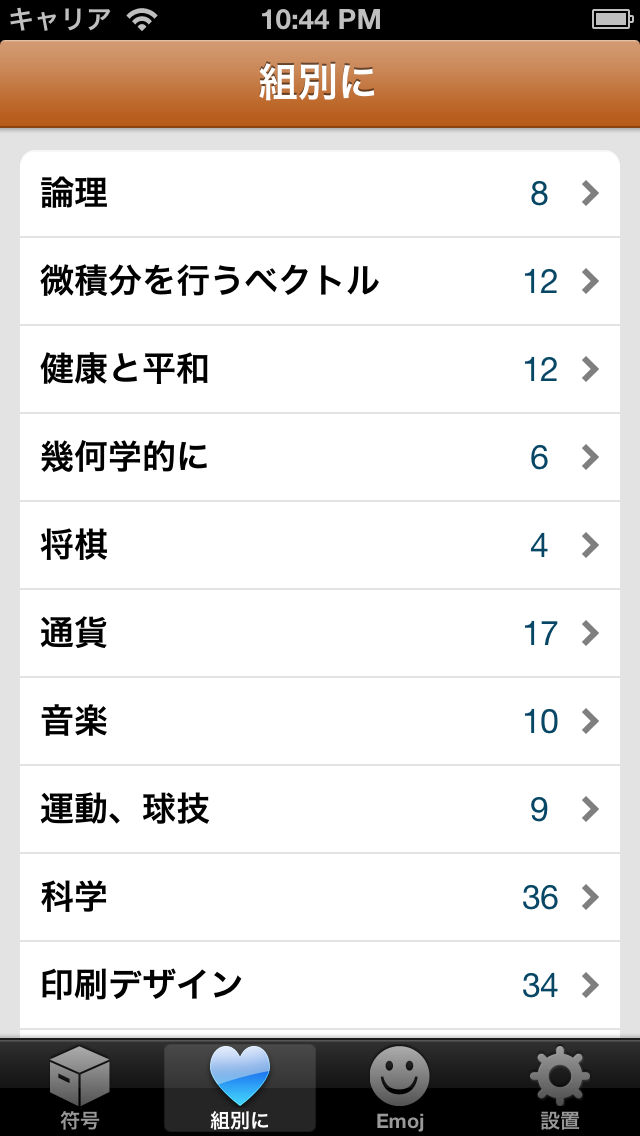 キャリア 10:44 PM
組別に
論理 8
微積分を行うベクトル 12
健康と平和 12
幾何学的に 6
将棋 4
通貨 17
音楽 10
運動、球技 9
科学 36
印刷デザイン 34
符号 組別に Emoj 設置